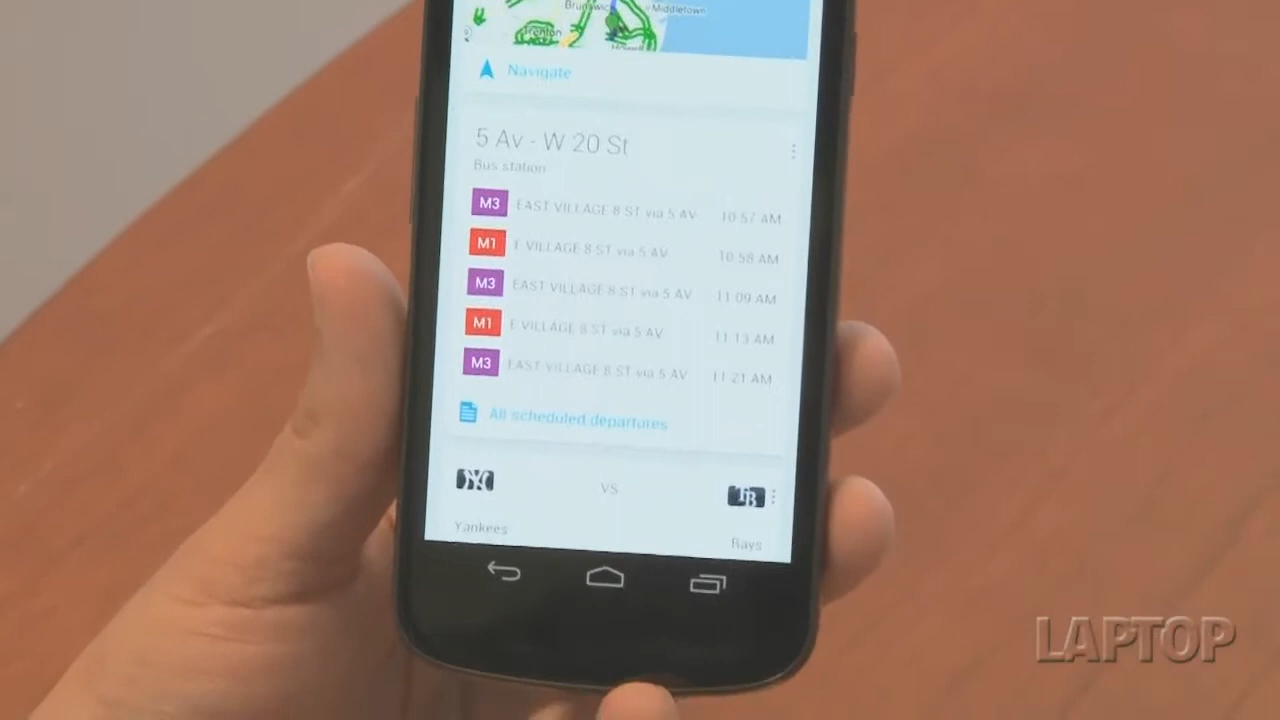 Brunswick
Middletown
Trenton
Howell
Navigate
5 Av - W 20 St
Bus station
M3 EAST VILLAGE 8 ST via 5 AV 10:57 AM
M1 E VILLAGE 8 ST via 5 AV 10:58 AM
M3 EAST VILLAGE 8 ST via 5 AV 11:09 AM
M1 E VILLAGE 8 ST via 5 AV 11:13 AM
M3 EAST VILLAGE 8 ST via 5 AV 11:21 AM
All scheduled departures
NY VS TB
Yankees Rays
LAPTOP